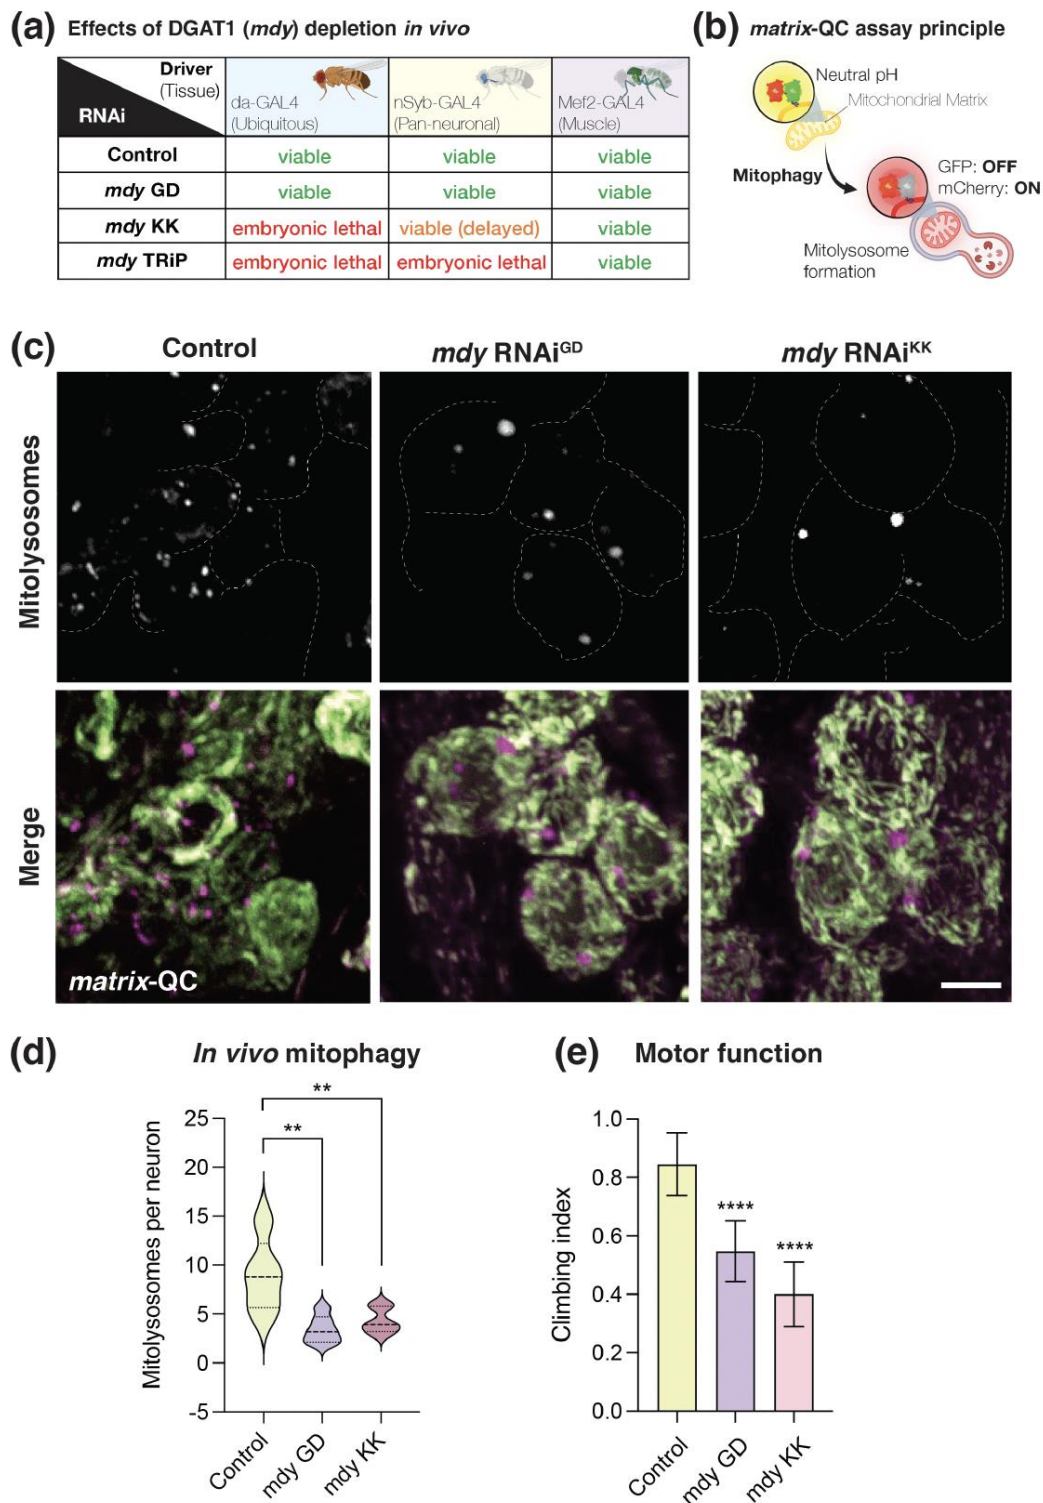 (a) Effects of DGAT1 (mdy) depletion in vivo
Driver
(Tissue)
RNAi
da-GAL4
(Ubiquitous)
nSyb-GAL4
(Pan-neuronal)
Mef2-GAL4
(Muscle)
Control viable viable viable
mdy GD viable viable viable
mdy KK embryonic lethal viable (delayed) viable
mdy TRiP embryonic lethal embryonic lethal viable
(b) matrix-QC assay principle
Neutral pH
Mitochondrial Matrix
Mitophagy
GFP: OFF
mCherry: ON
Mitolysosome
formation
(c)
Control
mdy RNAiGD
mdy RNAiKK
Mitolysosomes
Merge
matrix-QC
(d) In vivo mitophagy
**
**
Mitolysosomes per neuron
25
20
15
10
5
0
-5
Control
mdy GD
mdy KK
(e) Motor function
Climbing index
1.0
0.8
0.6
0.4
0.2
0.0
****
****
Control
mdy GD
mdy KK